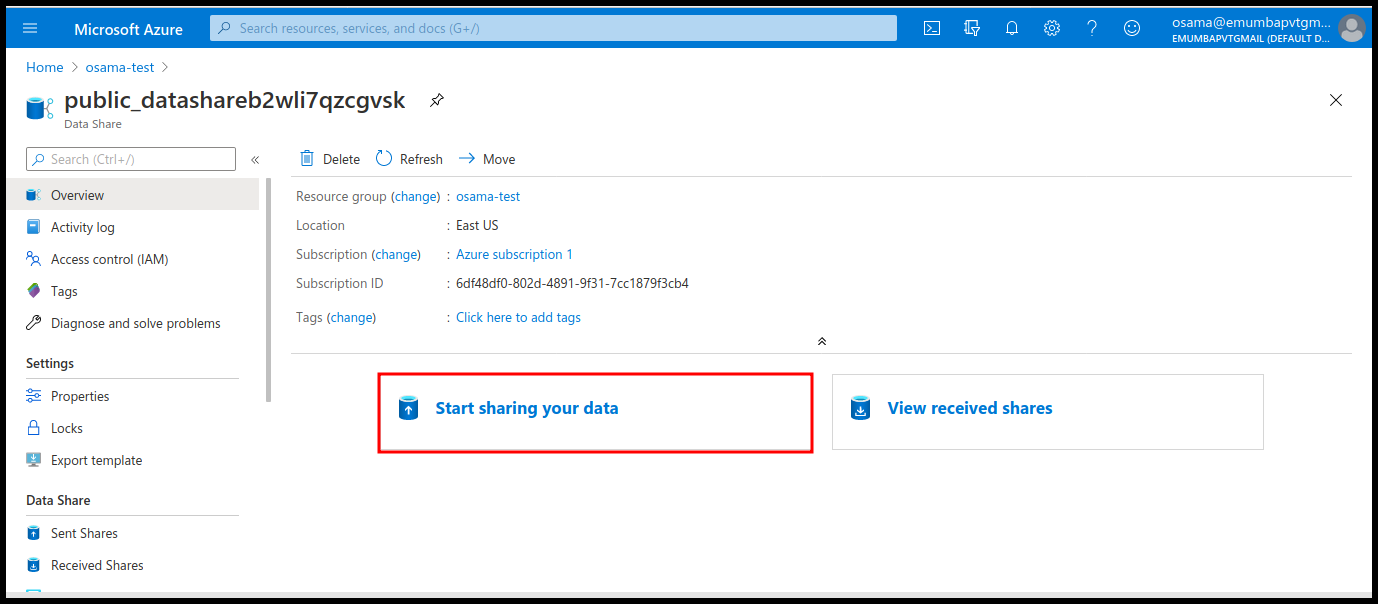 Microsoft Azure
Search resources, services, and docs (G+/)
osama@emumbapvtgm...
EMUMBAPVTGMAIL (DEFAULT D...
Home > osama-test >
public_datashareb2wli7qzcgvsk
Data Share
Search (Ctrl+/)
«
Overview
Activity log
Access control (IAM)
Tags
Diagnose and solve problems
Settings
Properties
Locks
Export template
Data Share
Sent Shares
Received Shares
Delete Refresh Move
Resource group (change) : osama-test
Location : East US
Subscription (change) : Azure subscription 1
Subscription ID : 6df48df0-802d-4891-9f31-7cc1879f3cb4
Tags (change) : Click here to add tags
Start sharing your data
View received shares